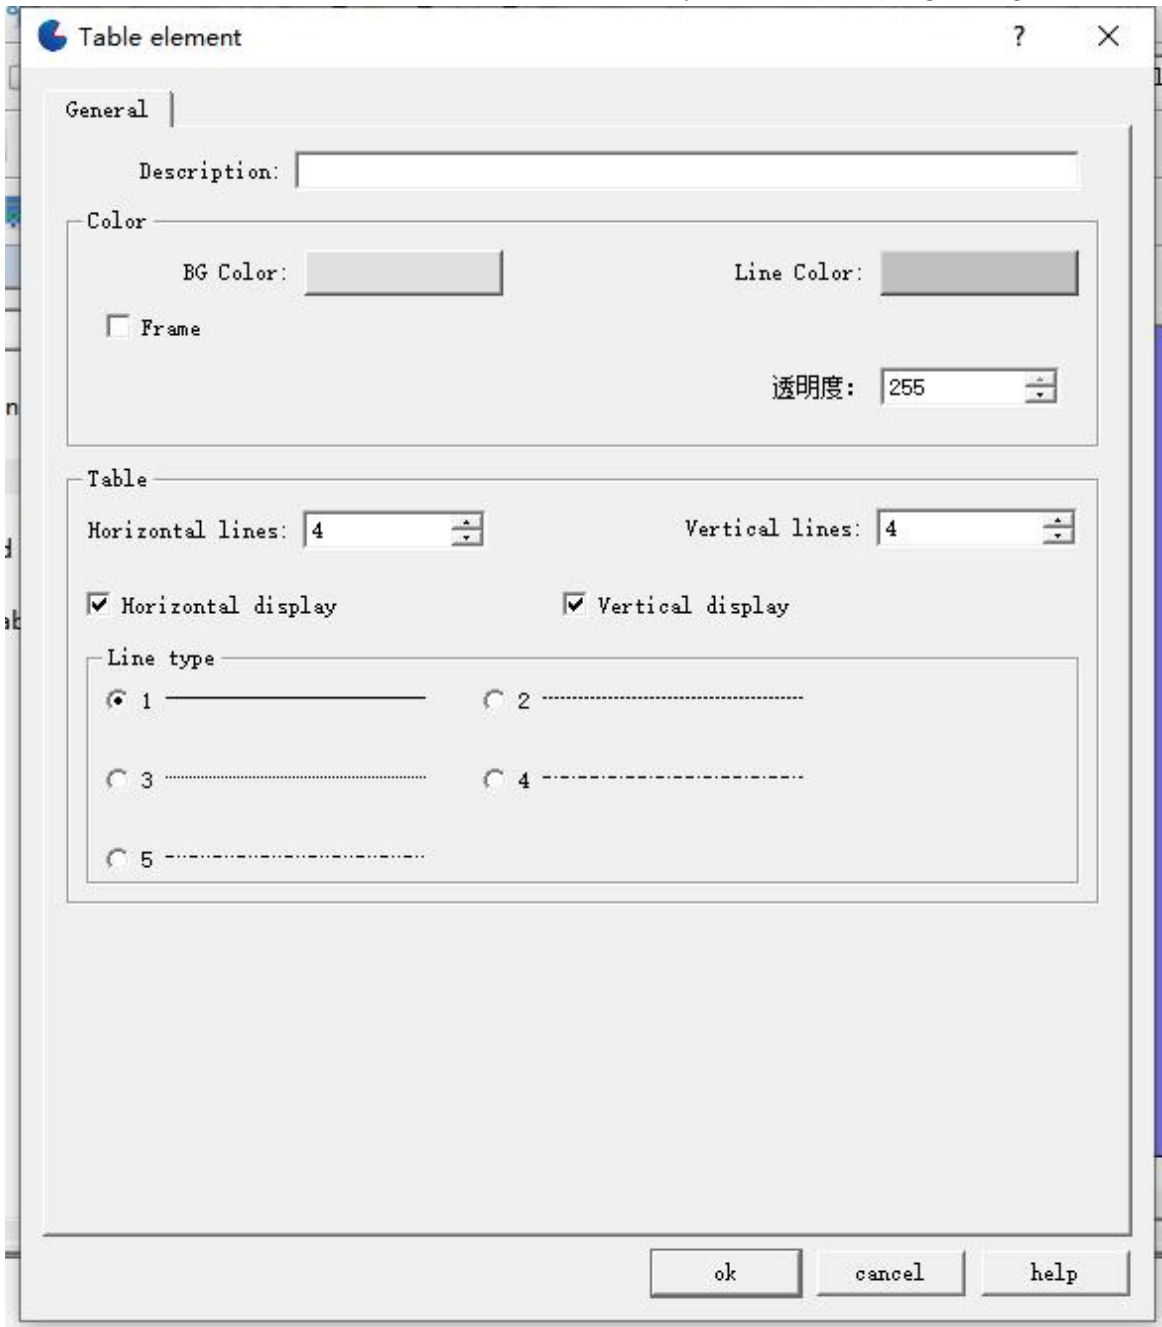 Table element ?
General
Description:
Color
BG Color: Line Color:
Frame
透明度: 255
Table
Horizontal lines: 4 Vertical lines: 4
Horizontal display Vertical display
Line type
1 2
3 4
5
ok cancel help